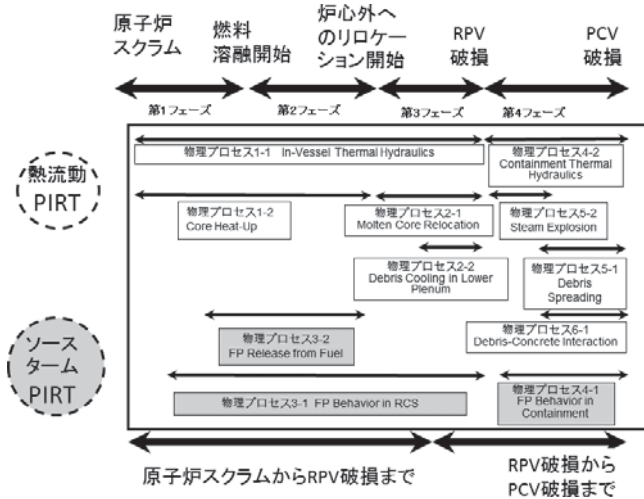 原子炉
スクラム
燃料
溶融開始
炉心外へ
のリロケー
ション開始
RPV
破損
PCV
破損
第1フェーズ
第2フェーズ
第3フェーズ
第4フェーズ
熱流動
PIRT
物理プロセス1-1 In-Vessel Thermal Hydraulics
物理プロセス4-2
Containment Thermal
Hydraulics
物理プロセス1-2
Core Heat-Up
物理プロセス2-1
Molten Core Relocation
物理プロセス5-2
Steam Explosion
物理プロセス2-2
Debris Cooling in Lower
Plenum
物理プロセス5-1
Debris
Spreading
ソース
ターム
PIRT
物理プロセス3-2
FP Release from Fuel
物理プロセス6-1
Debris-Concrete Interaction
物理プロセス3-1 FP Behavior in RCS
物理プロセス4-1
FP Behavior in
Containment
原子炉スクラムからRPV破損まで
RPV破損から
PCV破損まで